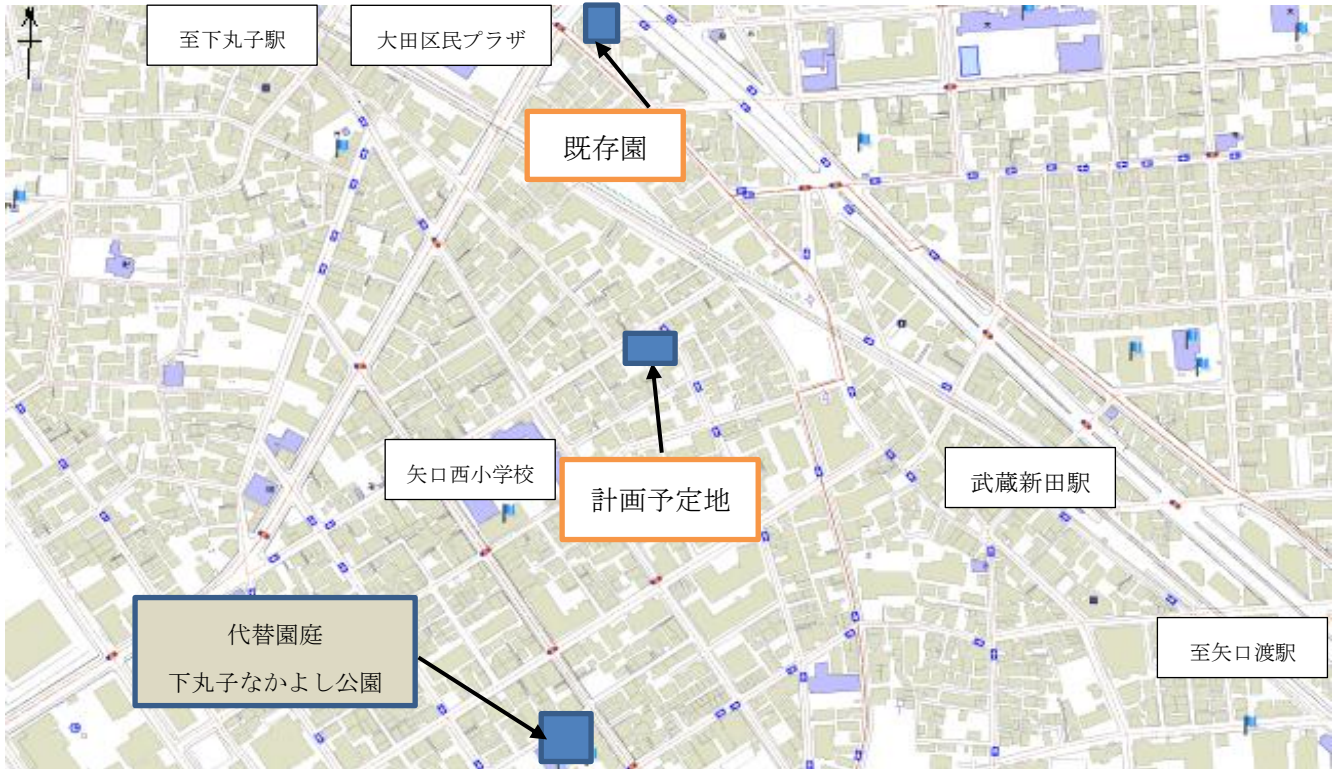 至下丸子駅
大田区民プラザ
既存園
矢口西小学校
計画予定地
武蔵新田駅
代替園庭
下丸子なかよし公園
至矢口渡駅